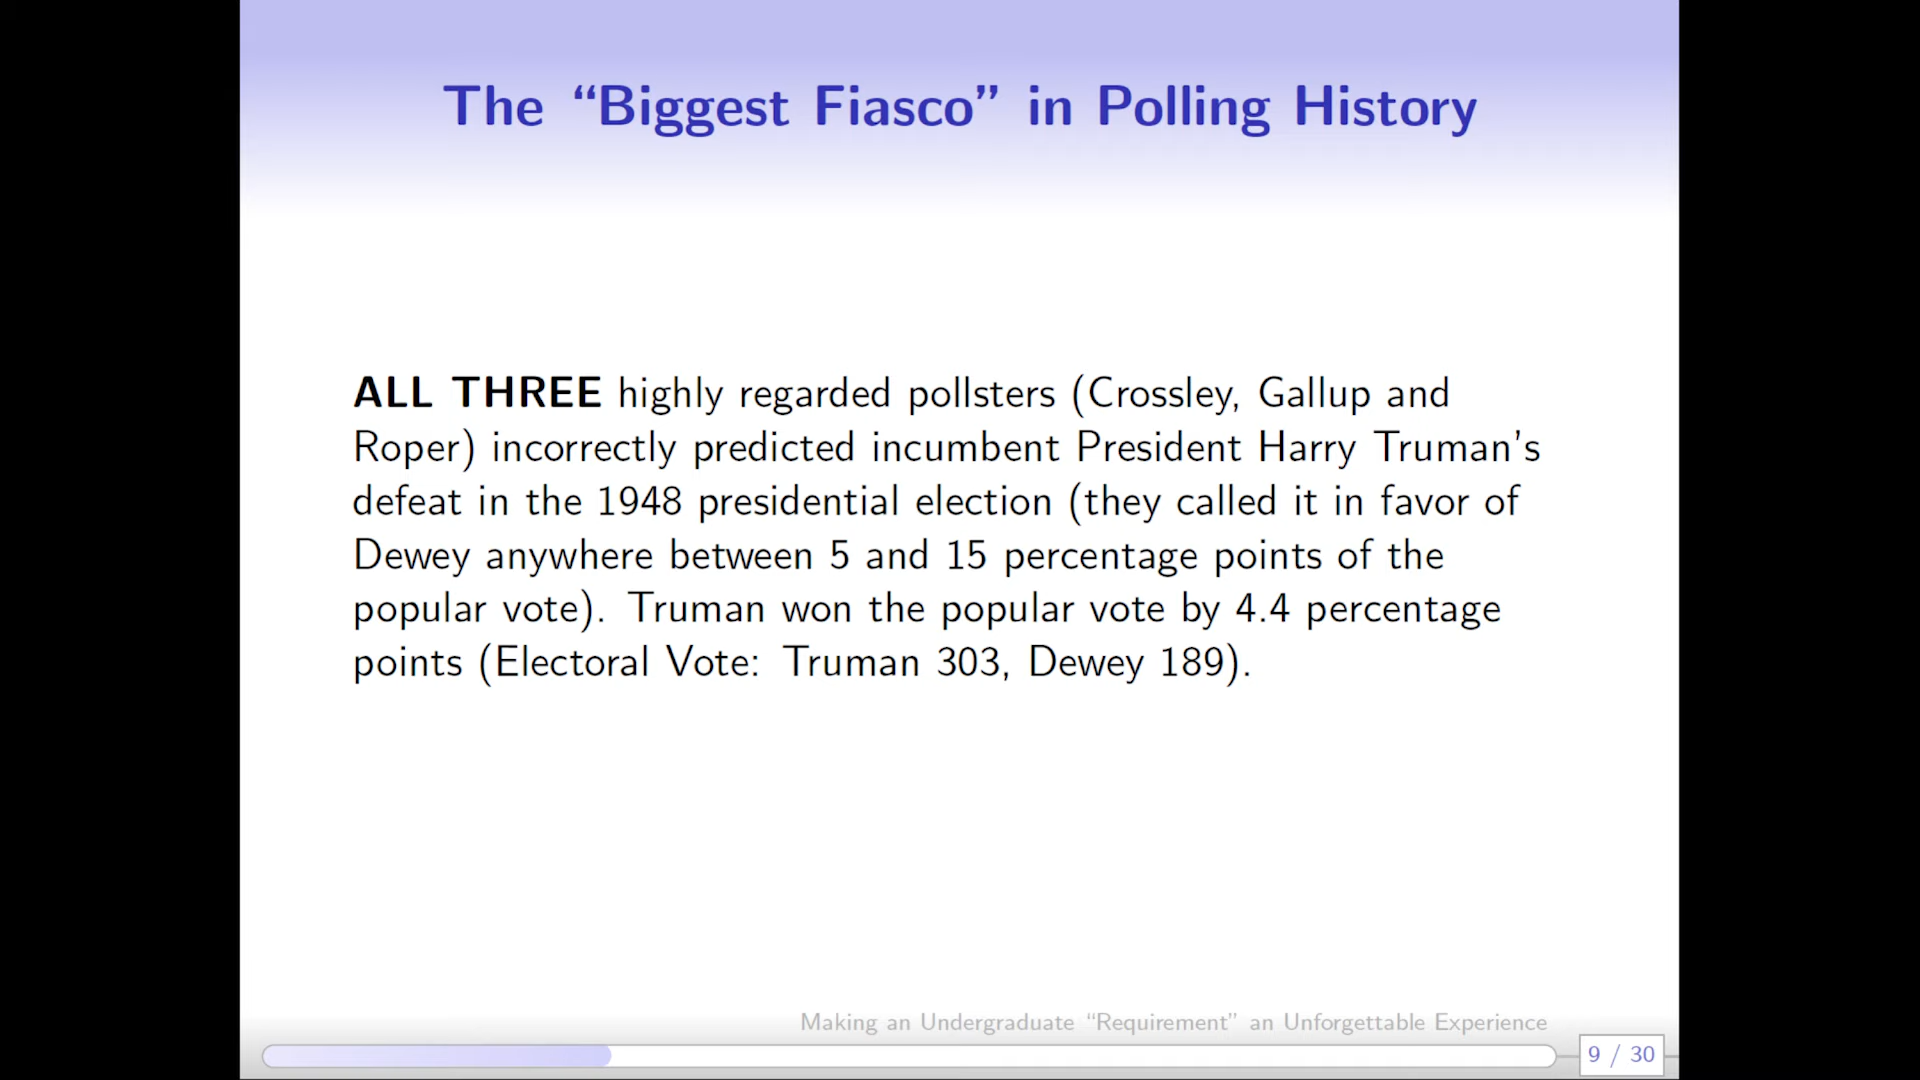 The “Biggest Fiasco” in Polling History
ALL THREE highly regarded pollsters (Crossley, Gallup and
Roper) incorrectly predicted incumbent President Harry Truman’s
defeat in the 1948 presidential election (they called it in favor of
Dewey anywhere between 5 and 15 percentage points of the
popular vote). Truman won the popular vote by 4.4 percentage
points (Electoral Vote: Truman 303, Dewey 189).
Making an Undergraduate “Requirement” an Unforgettable Experience
9 / 30